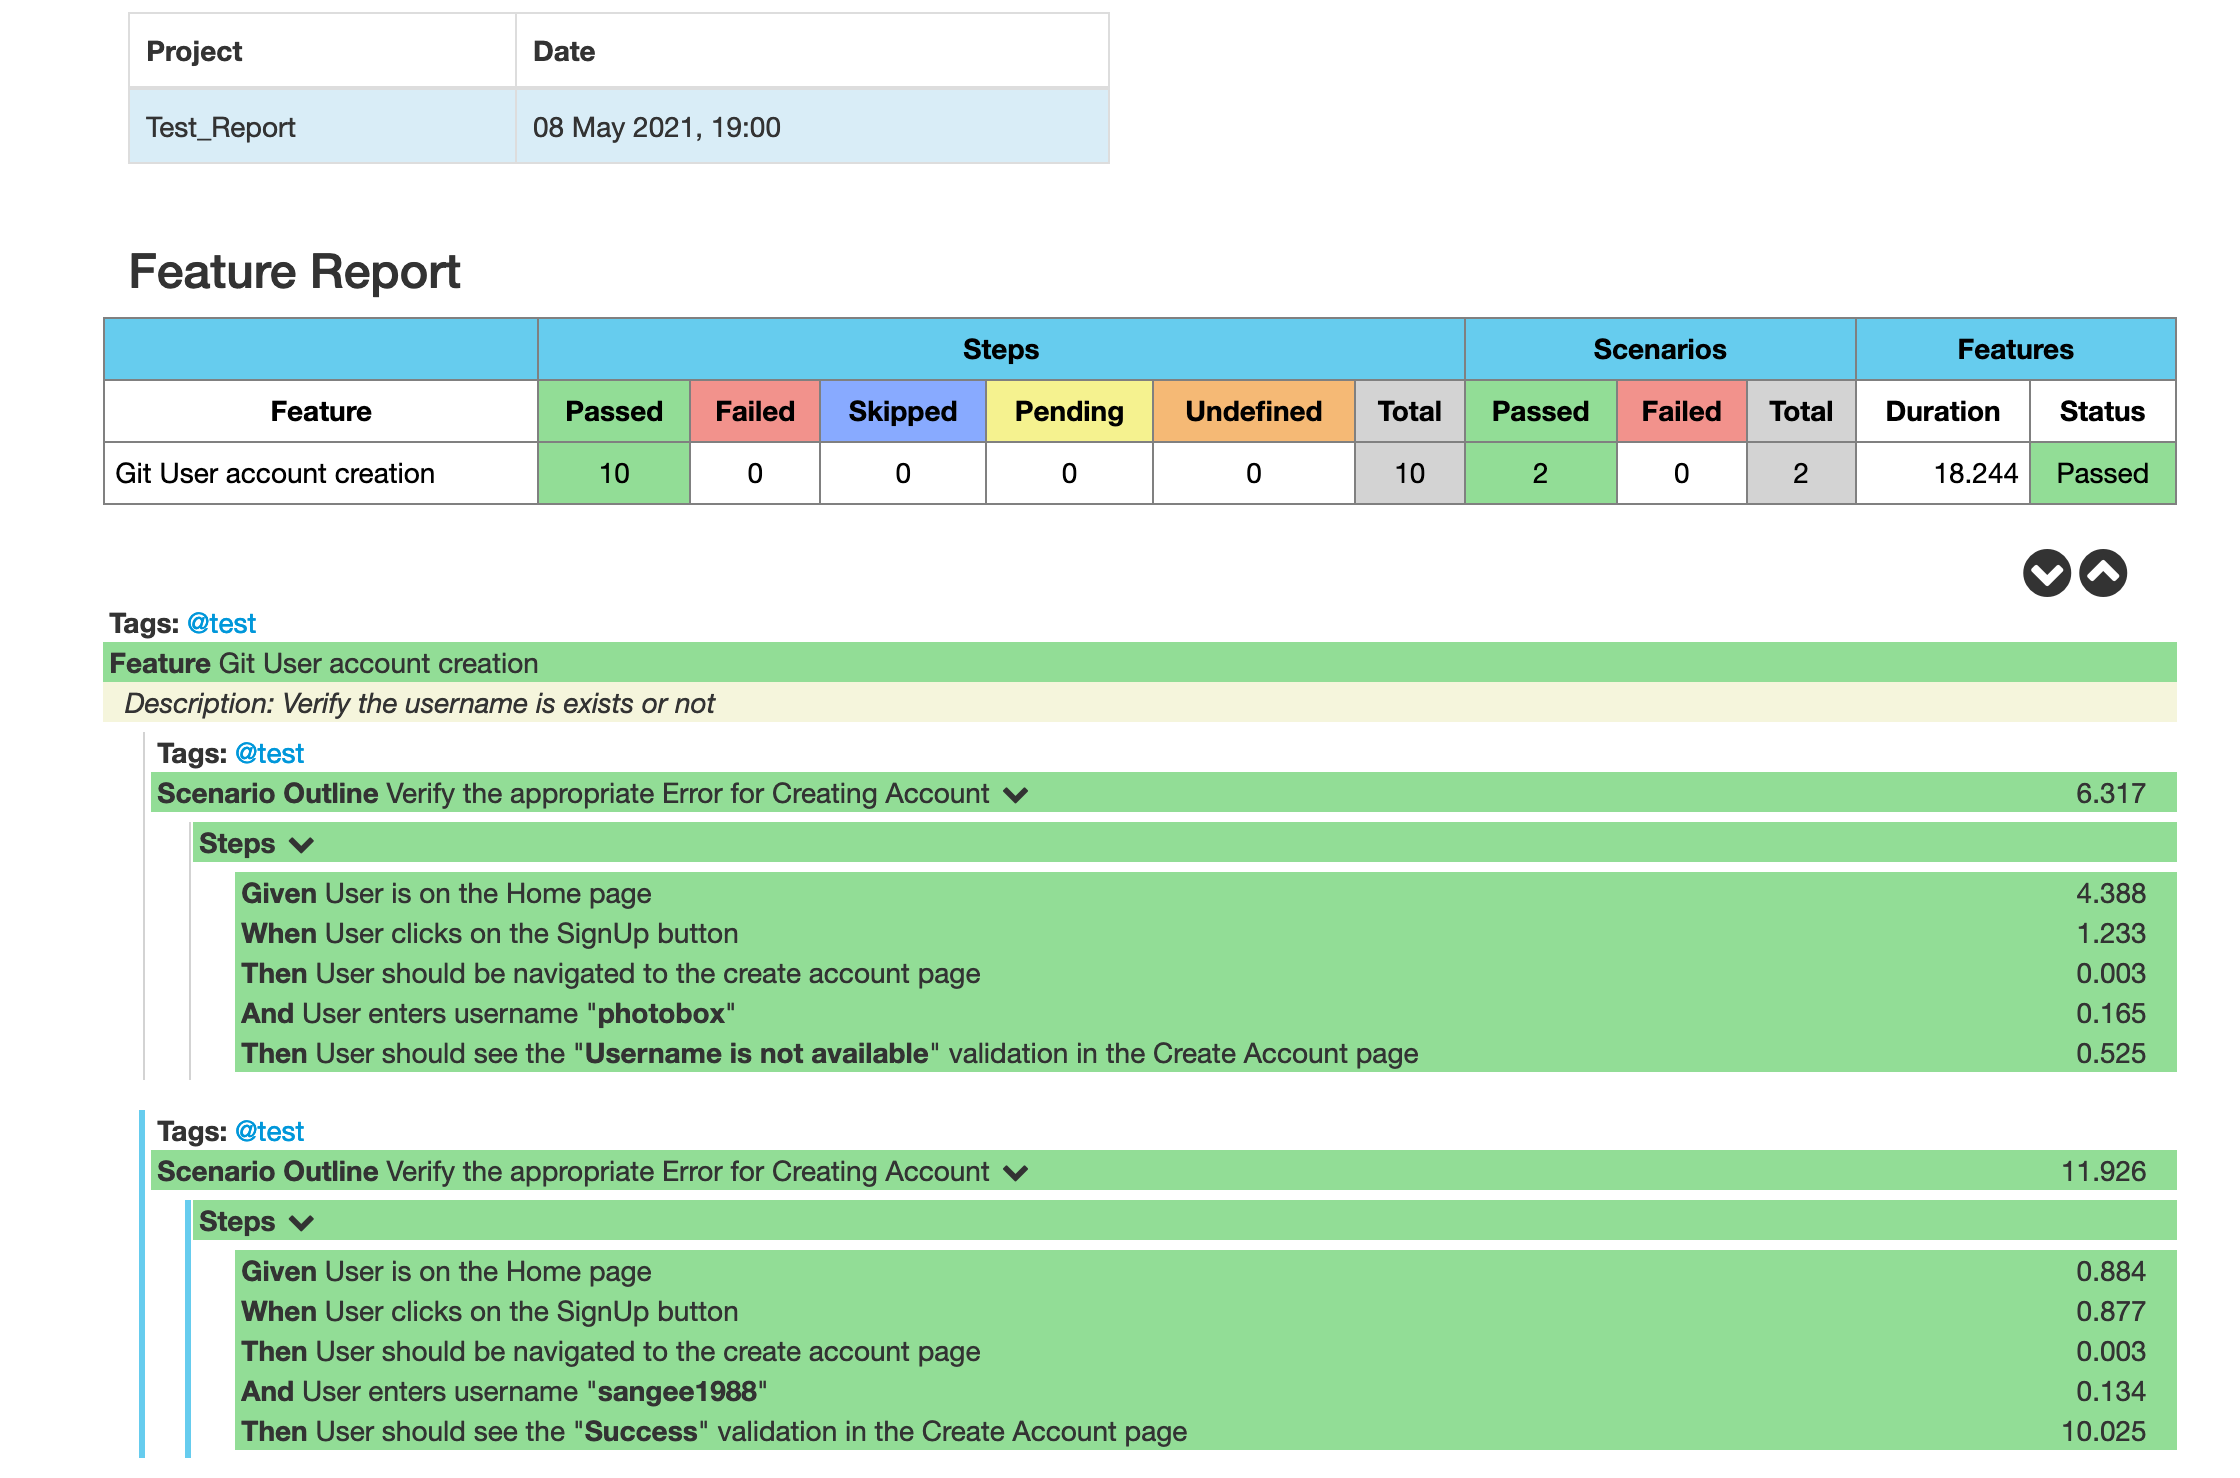 Project Date
Test_Report 08 May 2021, 19:00
Feature Report
Steps Scenarios Features
Feature Passed Failed Skipped Pending Undefined Total Passed Failed Total Duration Status
Git User account creation 10 0 0 0 0 10 2 0 2 18.244 Passed
Tags: @test
Feature Git User account creation
Description: Verify the username is exists or not
Tags: @test
Scenario Outline Verify the appropriate Error for Creating Account 6.317
Steps
Given User is on the Home page 4.388
When User clicks on the SignUp button 1.233
Then User should be navigated to the create account page 0.003
And User enters username "photobox" 0.165
Then User should see the "Username is not available" validation in the Create Account page 0.525
Tags: @test
Scenario Outline Verify the appropriate Error for Creating Account 11.926
Steps
Given User is on the Home page 0.884
When User clicks on the SignUp button 0.877
Then User should be navigated to the create account page 0.003
And User enters username "sangee1988" 0.134
Then User should see the "Success" validation in the Create Account page 10.025